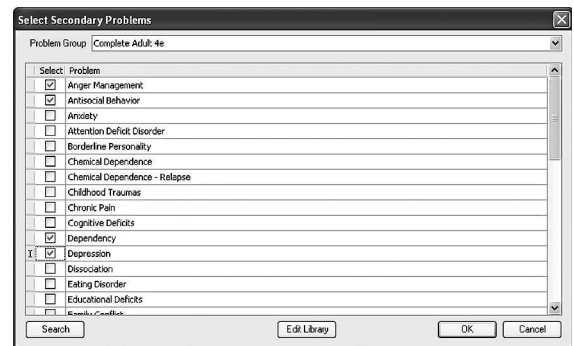 Select Secondary Problems
Problem Group Complete Adult 4e
Select Problem
Anger Management
Antisocial Behavior
Anxiety
Attention Deficit Disorder
Borderline Personality
Chemical Dependence
Chemical Dependence - Relapse
Childhood Traumas
Chronic Pain
Cognitive Deficits
Dependency
Depression
Dissociation
Eating Disorder
Educational Deficits
Family Conflict
Search Edit Library OK Cancel